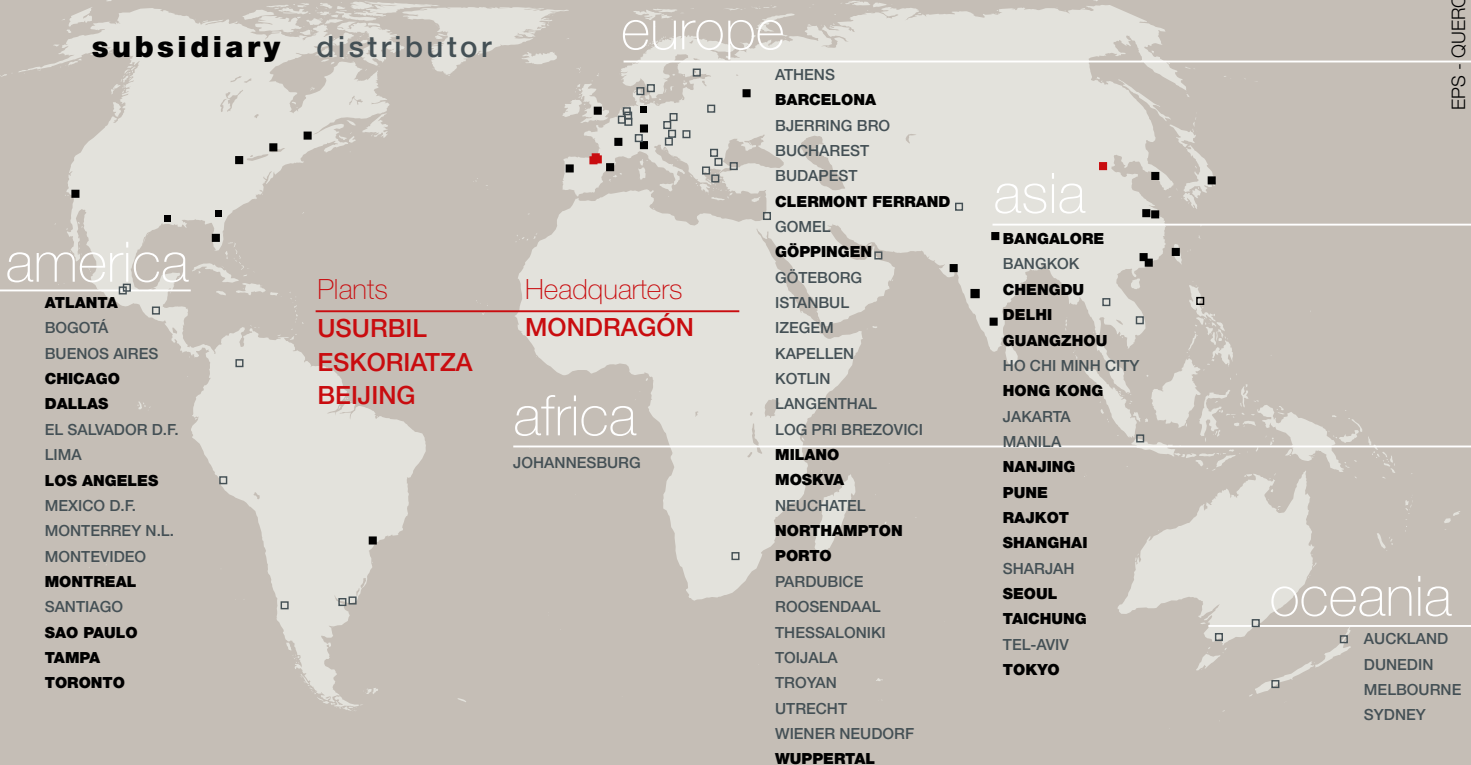 subsidiary distributor
EPS - QUERO
america
ATLANTA
BOGOTÁ
BUENOS AIRES
CHICAGO
DALLAS
EL SALVADOR D.F.
LIMA
LOS ANGELES
MEXICO D.F.
MONTERREY N.L.
MONTEVIDEO
MONTREAL
SANTIAGO
SAO PAULO
TAMPA
TORONTO
Plants
USURBIL
ESKORIATZA
BEIJING
Headquarters
MONDRAGÓN
africa
JOHANNESBURG
europe
ATHENS
BARCELONA
BJERRING BRO
BUCHAREST
BUDAPEST
CLERMONT FERRAND
GOMEL
GÖPPINGEN
GÖTEBORG
ISTANBUL
IZEGEM
KAPELLEN
KOTLIN
LANGENTHAL
LOG PRI BREZOVICI
MILANO
MOSKVA
NEUCHATEL
NORTHAMPTON
PORTO
PARDUBICE
ROOSENDAAL
THESSALONIKI
TOIJALA
TROYAN
UTRECHT
WIENER NEUDORF
WUPPERTAL
asia
BANGALORE
BANGKOK
CHENGDU
DELHI
GUANGZHOU
HO CHI MINH CITY
HONG KONG
JAKARTA
MANILA
NANJING
PUNE
RAJKOT
SHANGHAI
SHARJAH
SEOUL
TAICHUNG
TEL-AVIV
TOKYO
oceania
AUCKLAND
DUNEDIN
MELBOURNE
SYDNEY